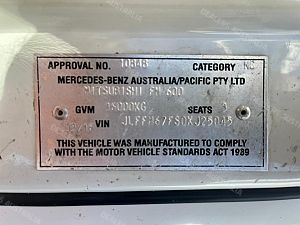 APPROVAL NO. 10348 CATEGORY NC
MERCEDES-BENZ AUSTRALIA/PACIFIC PTY LTD
MITSUBISHI FM 600
GVM 15000KG SEATS 3
VIN
THIS VEHICLE WAS MANUFACTURED TO COMPLY
WITH THE MOTOR VEHICLE STANDARDS ACT 1989